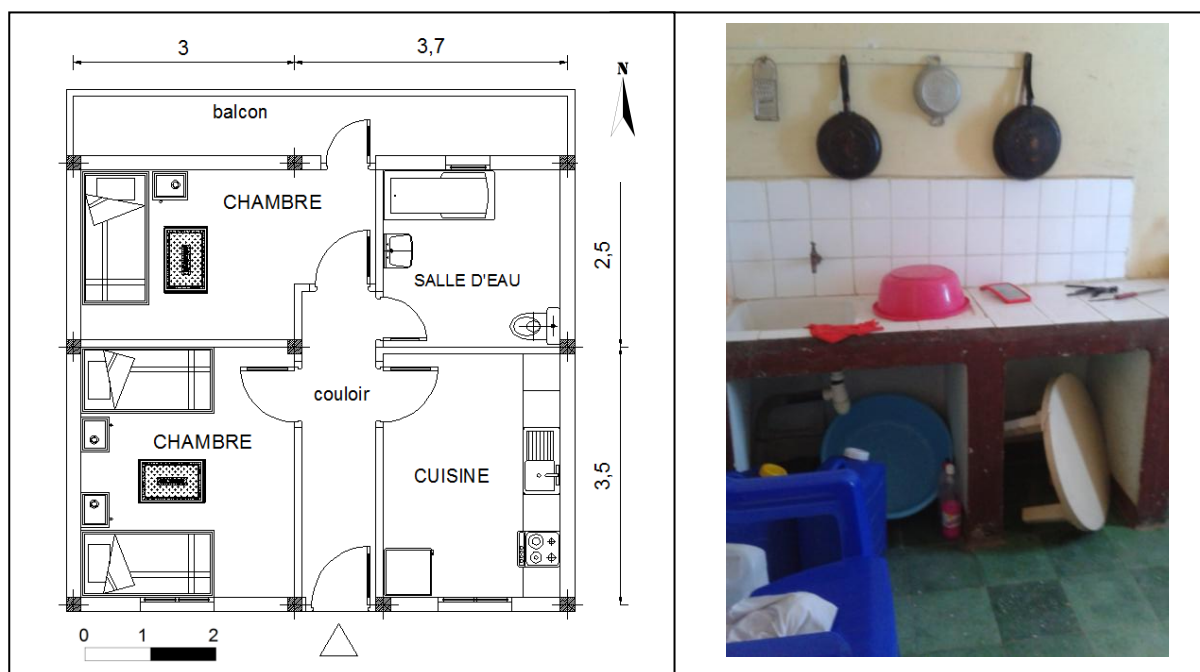 3
3,7
N
balcon
CHAMBRE
SALLE D'EAU
2,5
couloir
CHAMBRE
CUISINE
3,5
0 1 2